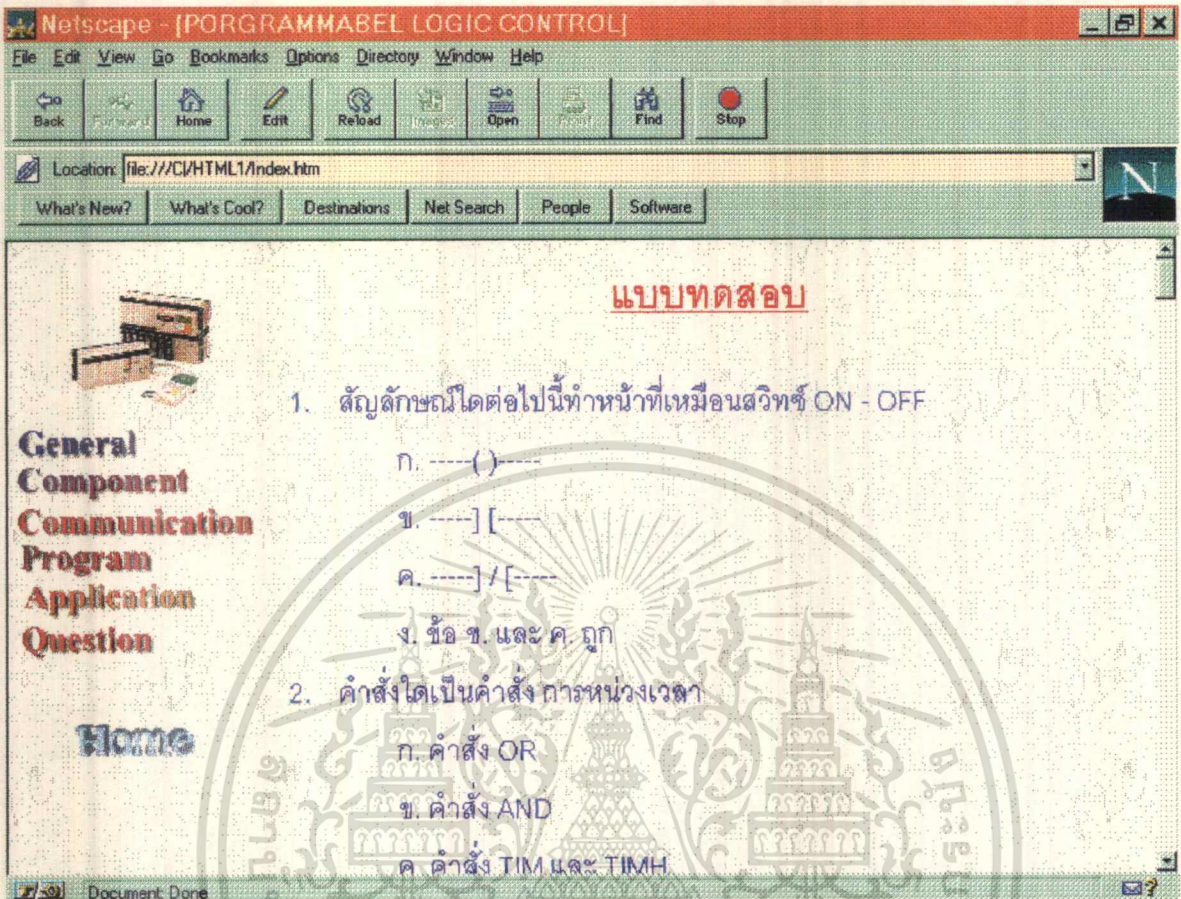 Netscape - [PORGRAMMABEL LOGIC CONTROL]
File Edit View Go Bookmarks Options Directory Window Help
Back Forward Home Edit Reload Images Open Print Find Stop
Location: file:///C|/HTML1/Index.htm
What's New? What's Cool? Destinations Net Search People Software
N
แบบทดสอบ
1. สัญลักษณ์ใดต่อไปนี้ทำหน้าที่เหมือนสวิทซ์ ON - OFF
ก. -----( )-----
ข. -----] [-----
ค. -----] / [-----
ง. ข้อ ข. และ ค. ถูก
2. คำสั่งใดเป็นคำสั่ง การหน่วงเวลา
ก. คำสั่ง OR
ข. คำสั่ง AND
ค. คำสั่ง TIM และ TIMH
General
Component
Communication
Program
Application
Question
Home
Document: Done